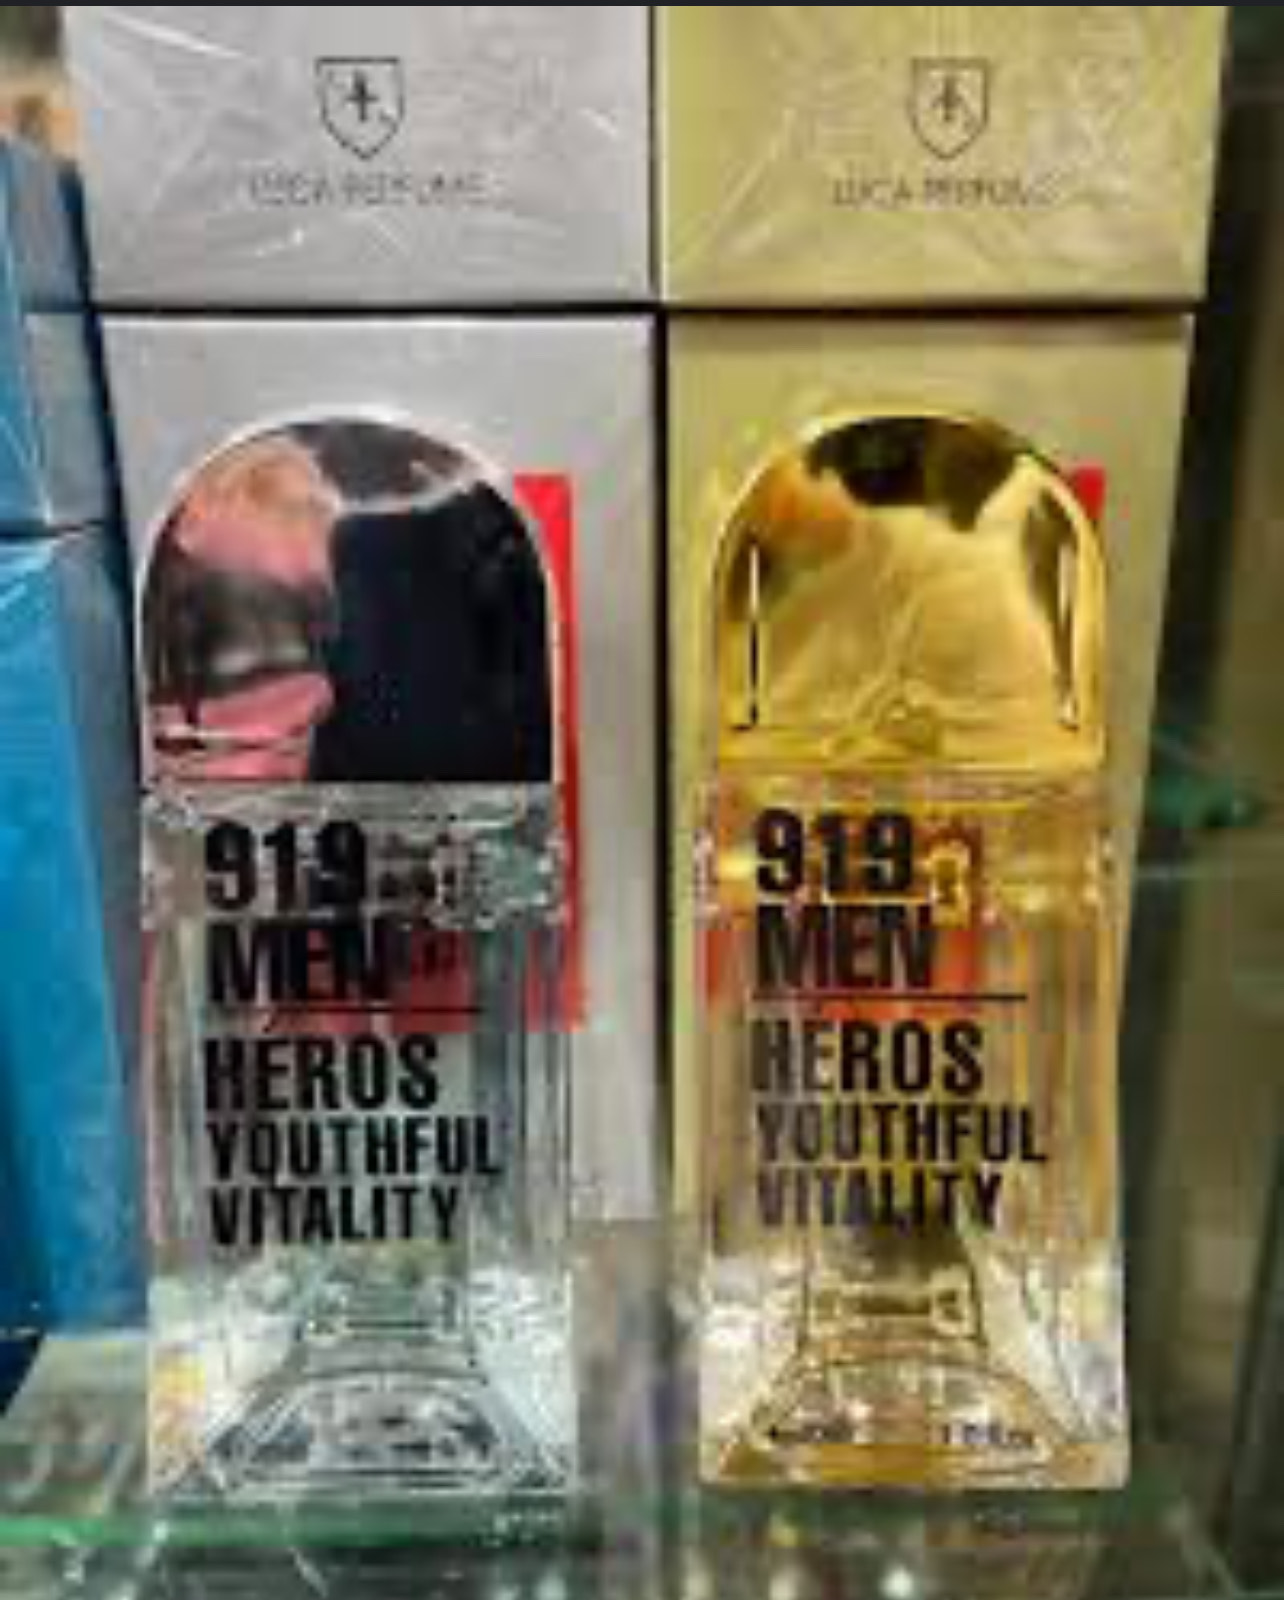 LUCA PERFUME
LUCA PERFUME
919
MEN
HEROS
YOUTHFUL
VITALITY
919
MEN
HEROS
YOUTHFUL
VITALITY